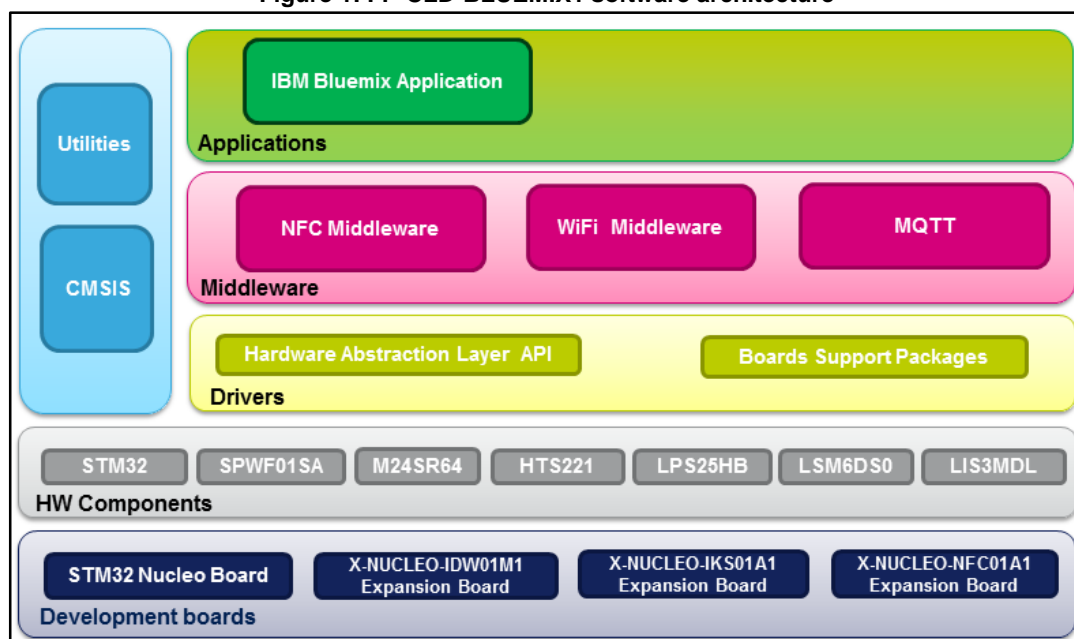 IBM Bluemix Application
Applications
Utilities
CMSIS
NFC Middleware
WiFi Middleware
MQTT
Middleware
Hardware Abstraction Layer API
Boards Support Packages
Drivers
STM32
SPWF01SA
M24SR64
HTS221
LPS25HB
LSM6DS0
LIS3MDL
HW Components
STM32 Nucleo Board
X-NUCLEO-IDW01M1
Expansion Board
X-NUCLEO-IKS01A1
Expansion Board
X-NUCLEO-NFC01A1
Expansion Board
Development boards